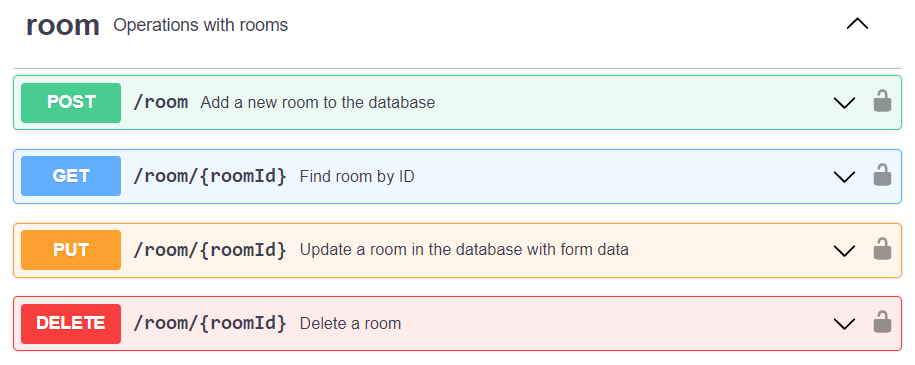 room Operations with rooms
POST /room Add a new room to the database
GET /room/{roomId} Find room by ID
PUT /room/{roomId} Update a room in the database with form data
DELETE /room/{roomId} Delete a room